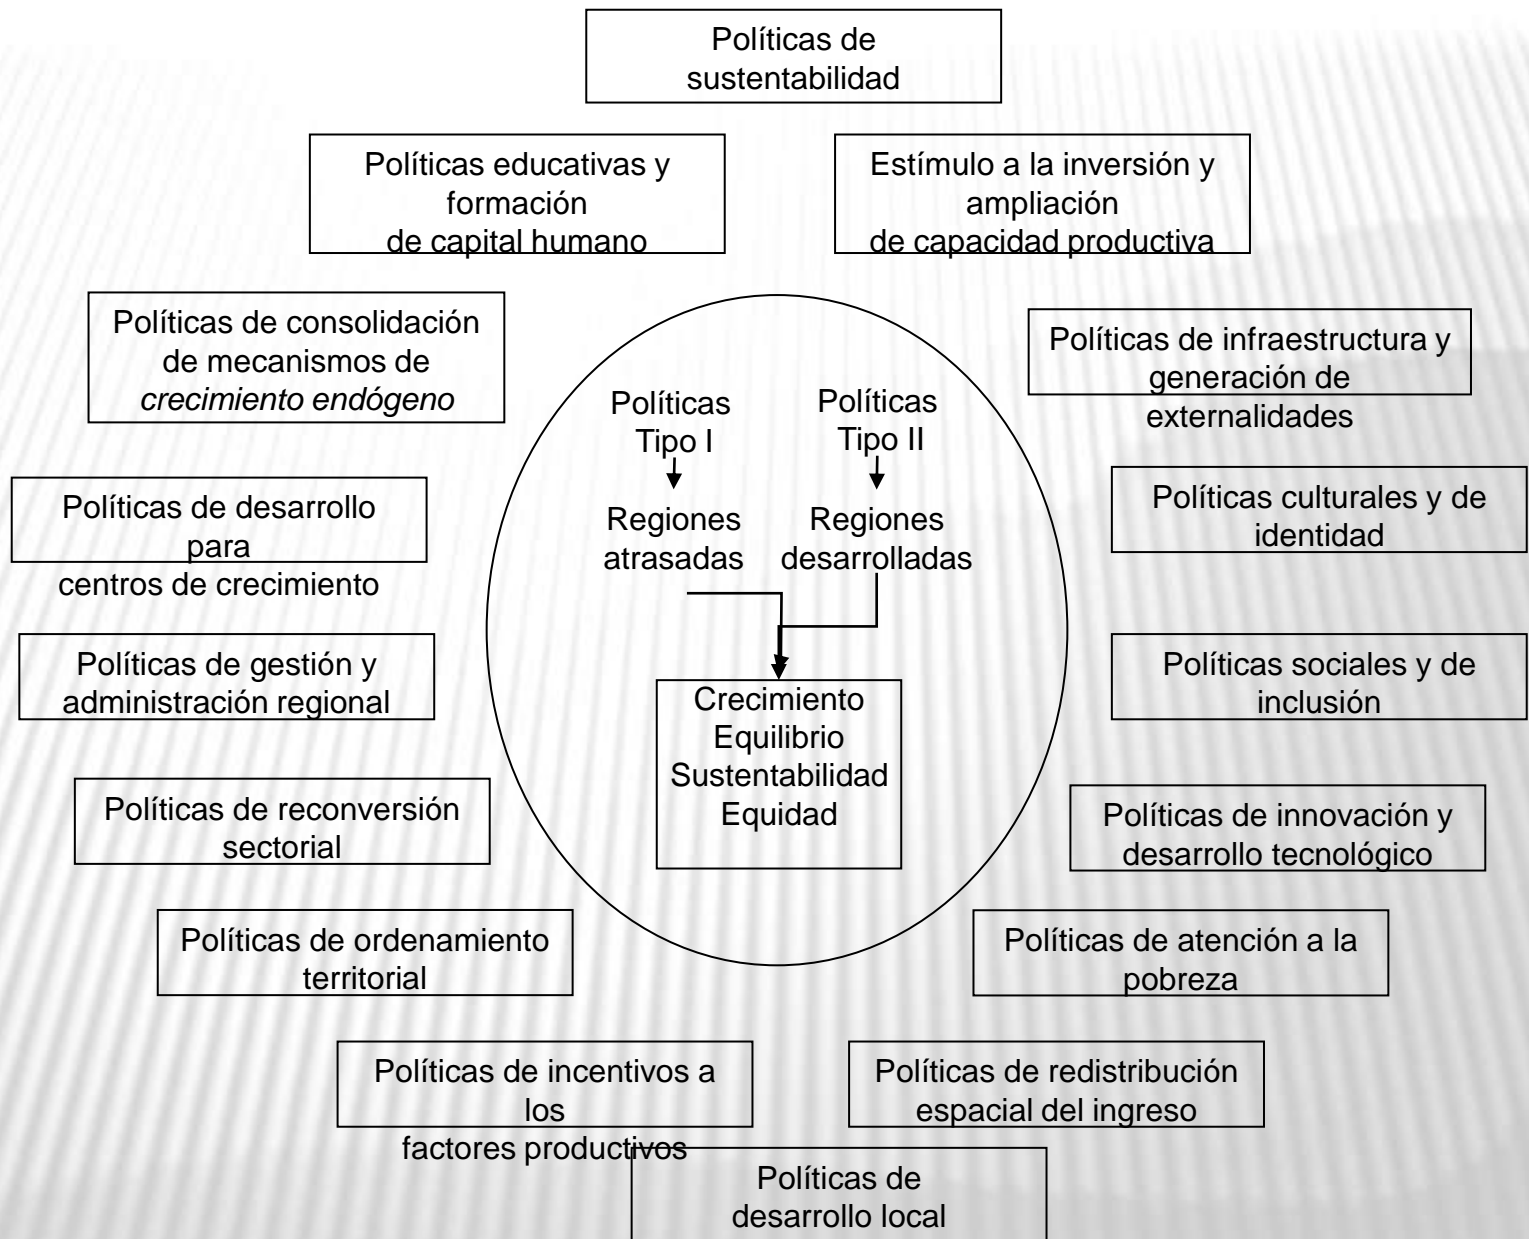 Políticas de
sustentabilidad
Políticas educativas y
formación
de capital humano
Estímulo a la inversión y
ampliación
de capacidad productiva
Políticas de consolidación
de mecanismos de
crecimiento endógeno
Políticas de infraestructura y
generación de
externalidades
Políticas
Tipo I
Políticas
Tipo II
Regiones
atrasadas
Regiones
desarrolladas
Políticas de desarrollo
para
centros de crecimiento
Políticas culturales y de
identidad
Políticas de gestión y
administración regional
Políticas sociales y de
inclusión
Crecimiento
Equilibrio
Sustentabilidad
Equidad
Políticas de reconversión
sectorial
Políticas de innovación y
desarrollo tecnológico
Políticas de ordenamiento
territorial
Políticas de atención a la
pobreza
Políticas de incentivos a
los
factores productivos
Políticas de redistribución
espacial del ingreso
Políticas de
desarrollo local